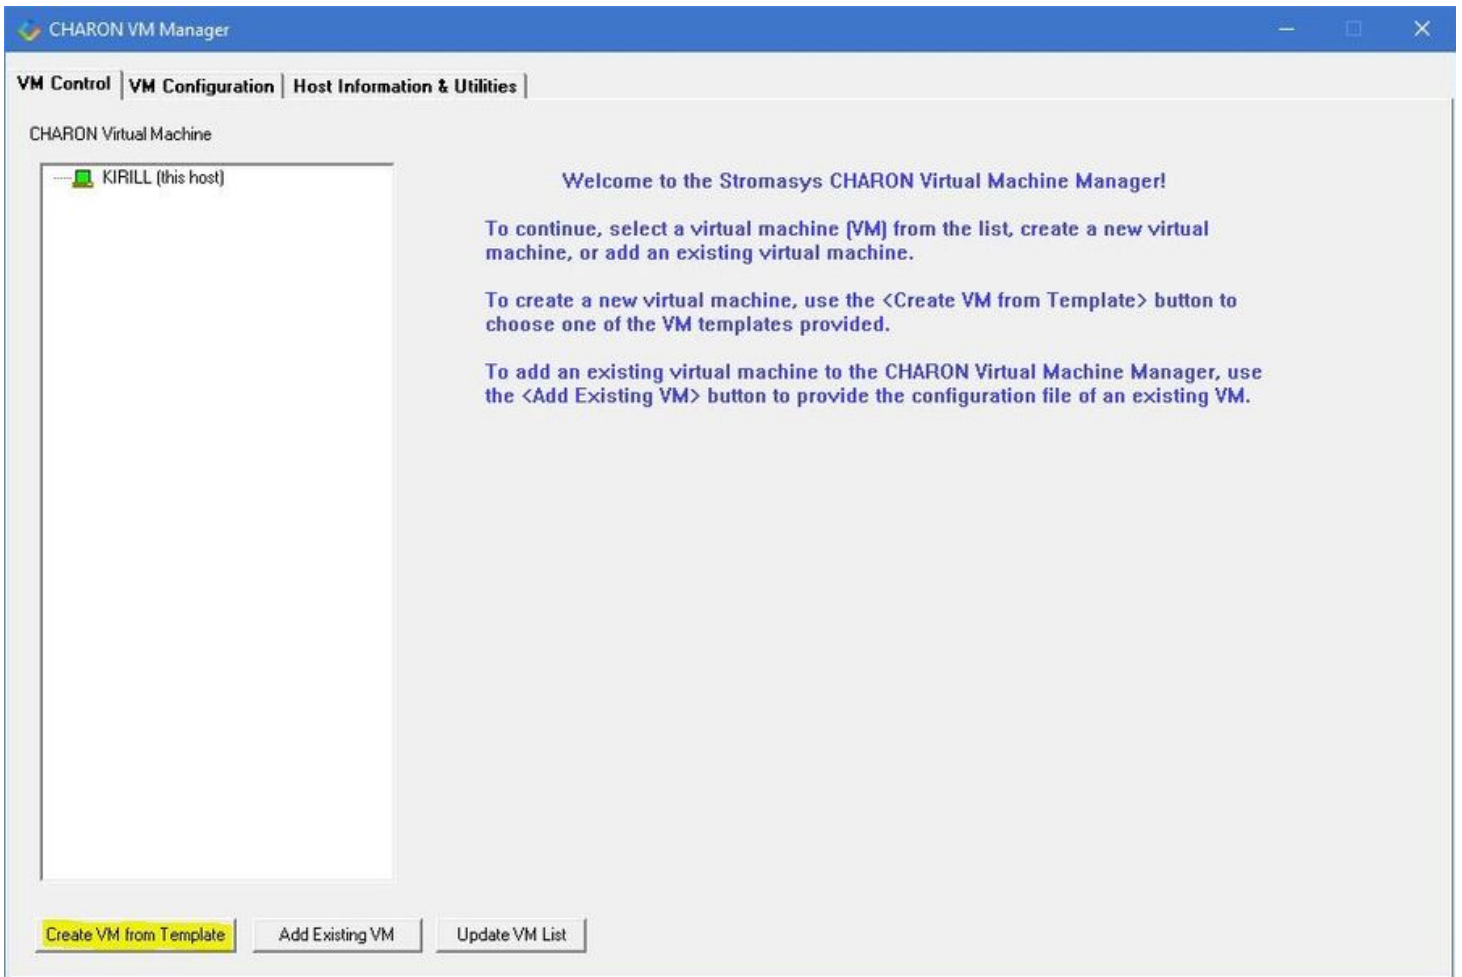 CHARON VM Manager
VM Control VM Configuration Host Information & Utilities
CHARON Virtual Machine
KIRILL (this host)
Welcome to the Stromasys CHARON Virtual Machine Manager!
To continue, select a virtual machine (VM) from the list, create a new virtual
machine, or add an existing virtual machine.
To create a new virtual machine, use the <Create VM from Template> button to
choose one of the VM templates provided.
To add an existing virtual machine to the CHARON Virtual Machine Manager, use
the <Add Existing VM> button to provide the configuration file of an existing VM.
Create VM from Template Add Existing VM Update VM List